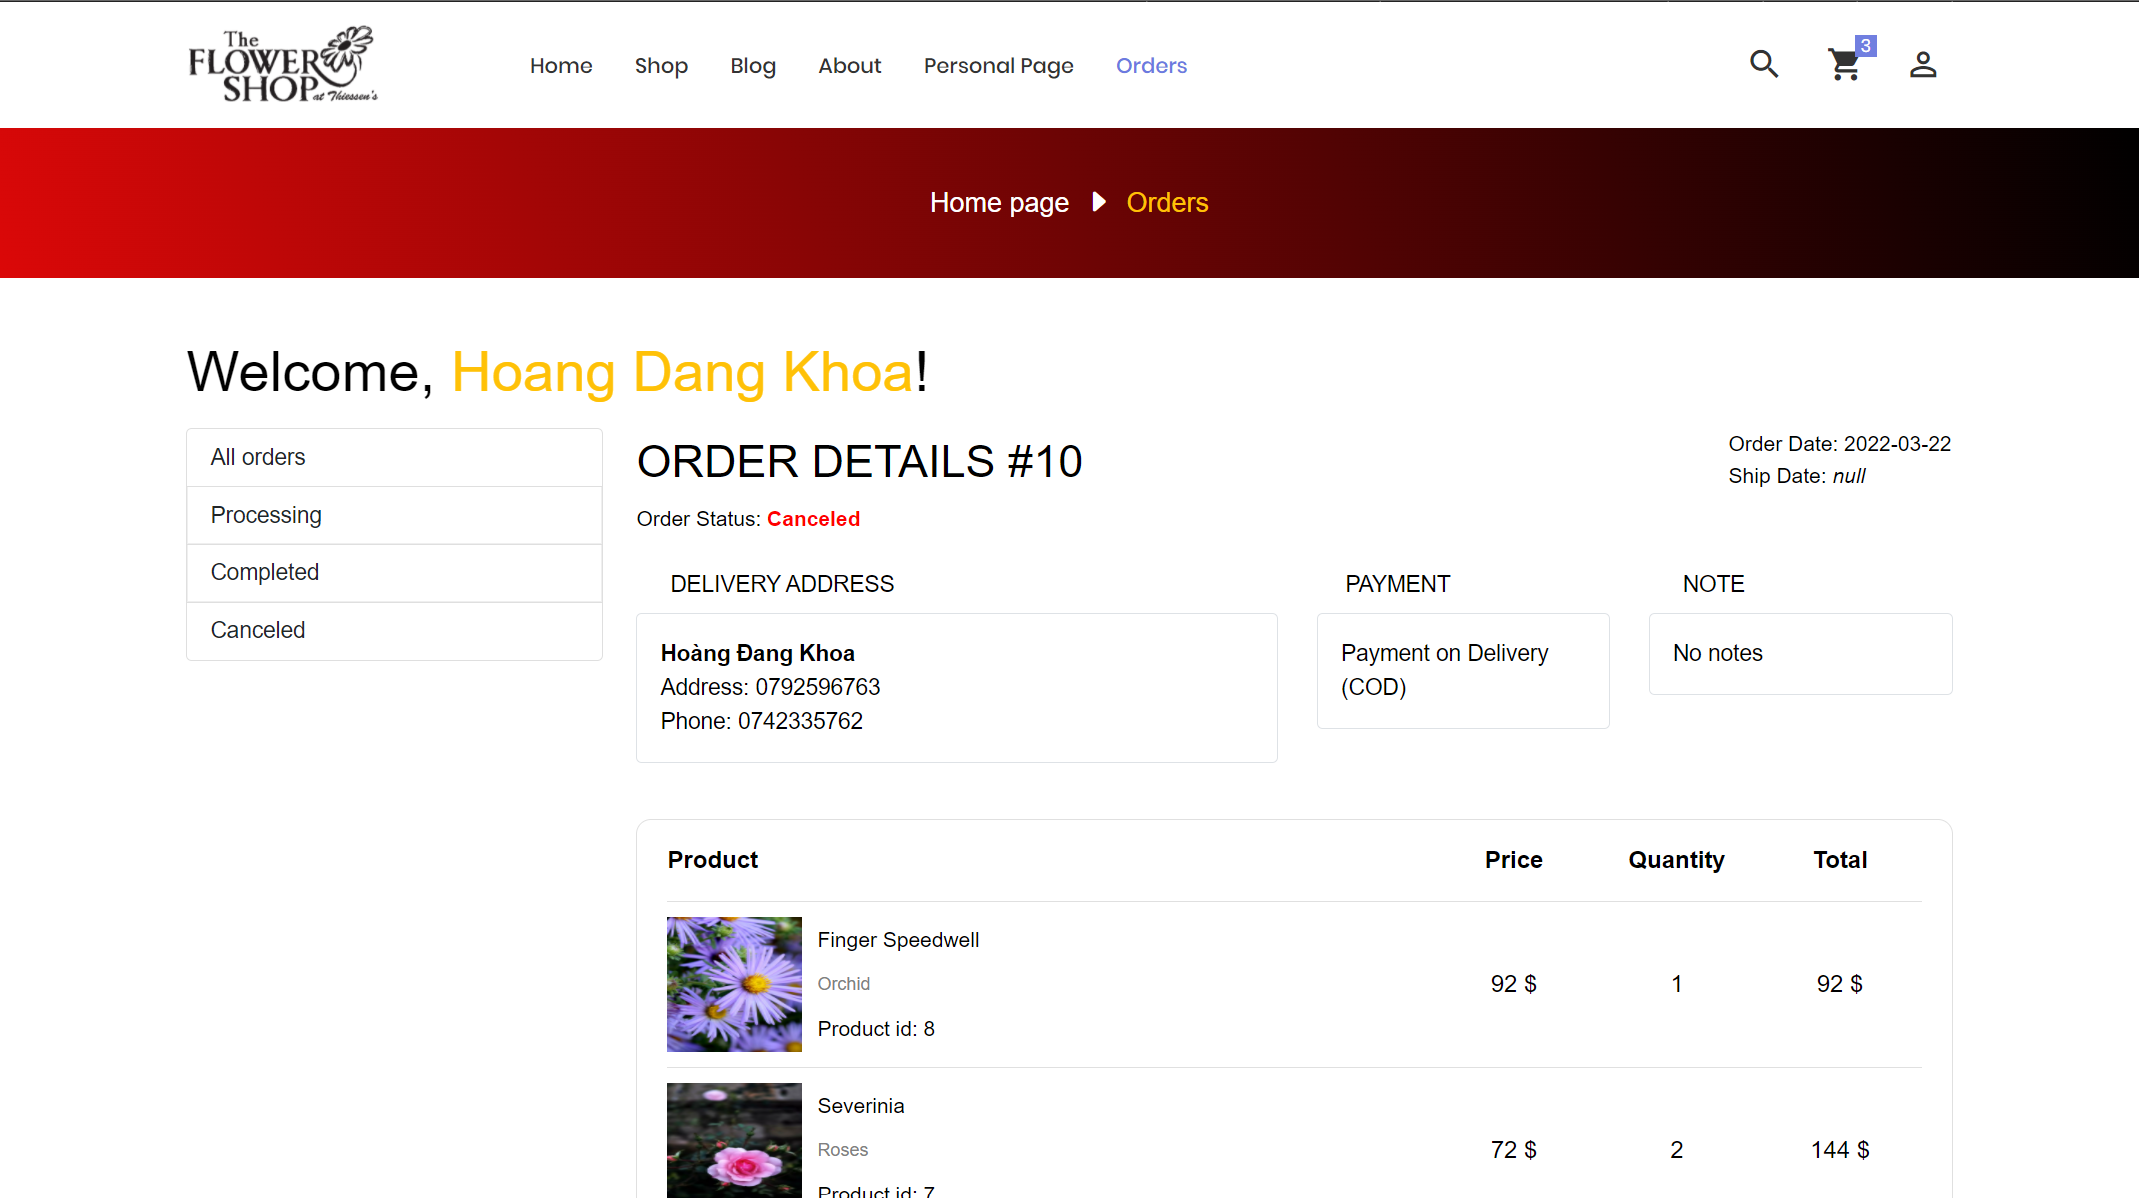 The
FLOWER
SHOP at Thiessen's
Home Shop Blog About Personal Page Orders
3
Home page Orders
Welcome, Hoang Dang Khoa!
All orders
Processing
Completed
Canceled
ORDER DETAILS #10
Order Date: 2022-03-22
Ship Date: null
Order Status: Canceled
DELIVERY ADDRESS
Hoàng Đang Khoa
Address: 0792596763
Phone: 0742335762
PAYMENT
Payment on Delivery
(COD)
NOTE
No notes
Product Price Quantity Total
Finger Speedwell
Orchid
Product id: 8
92 $ 1 92 $
Severinia
Roses
Product id: 7
72 $ 2 144 $